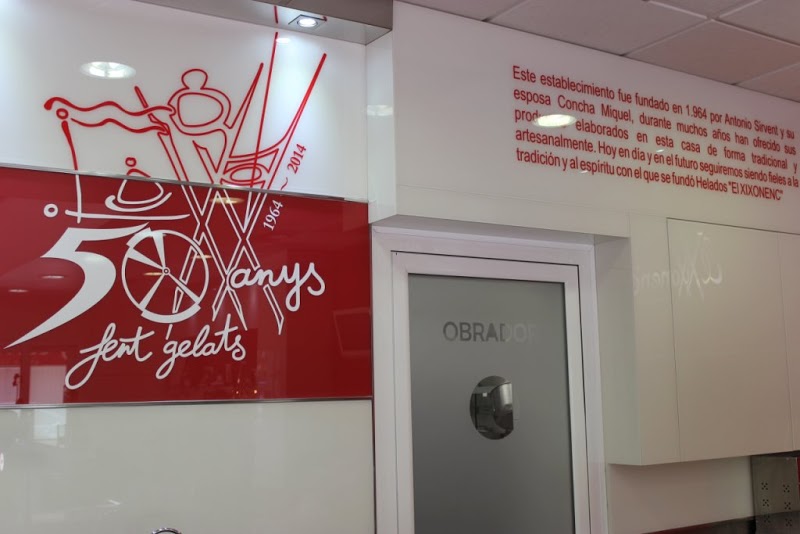 1964 ~ 2014
50 anys
fent gelats
Este establecimiento fue fundado en 1.964 por Antonio Sirvent y su
esposa Concha Miquel, durante muchos años han ofrecido sus
elaborados en esta casa de forma tradicional y
artesanalmente. Hoy en día y en el futuro seguiremos siendo fieles a la
tradición y al espíritu con el que se fundó Helados "El XIXONENC"
OBRADOR